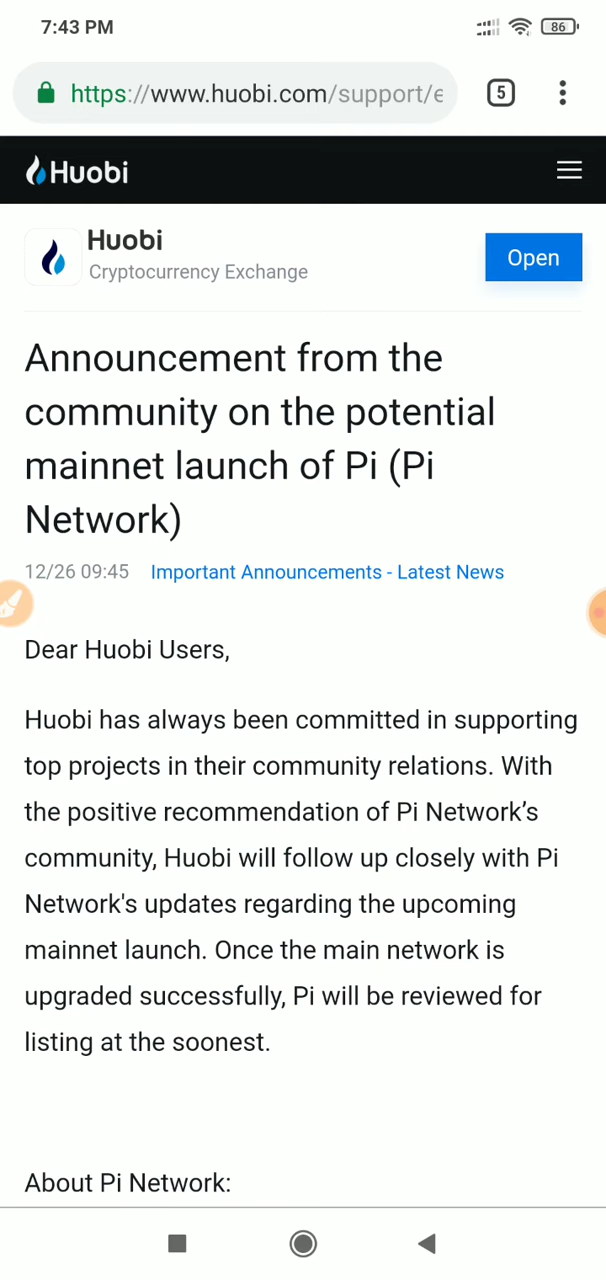 7:43 PM
86
https://www.huobi.com/support/e
5
Huobi
Huobi
Cryptocurrency Exchange
Open
Announcement from the
community on the potential
mainnet launch of Pi (Pi
Network)
12/26 09:45 Important Announcements - Latest News
Dear Huobi Users,
Huobi has always been committed in supporting
top projects in their community relations. With
the positive recommendation of Pi Network’s
community, Huobi will follow up closely with Pi
Network's updates regarding the upcoming
mainnet launch. Once the main network is
upgraded successfully, Pi will be reviewed for
listing at the soonest.
About Pi Network: